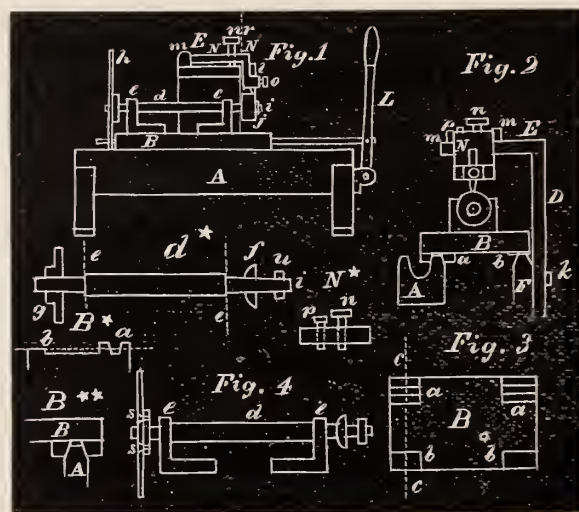 h m E N n r N Fig.1
l o
e d c i f
B
L
A
Fig. 2
n
m r N m E
D
B
a b
A F k
d*
e f u i
g e
N*
p n
B*
b a
Fig. 3
c
a a
B
b b
c
Fig. 4
B**
B
A
s e d l
s